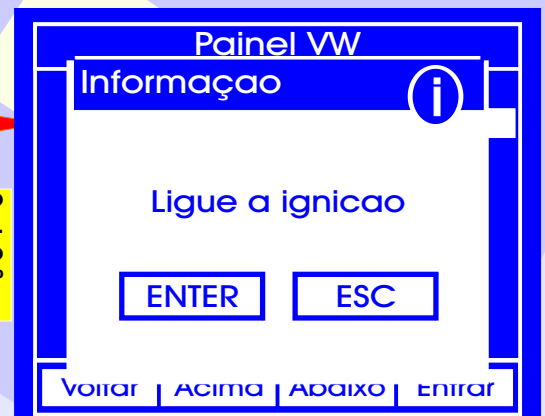 Painel VW
Informaçao
i
Ligue a ignicao
ENTER ESC
Voltar Acima Abaixo Entrar